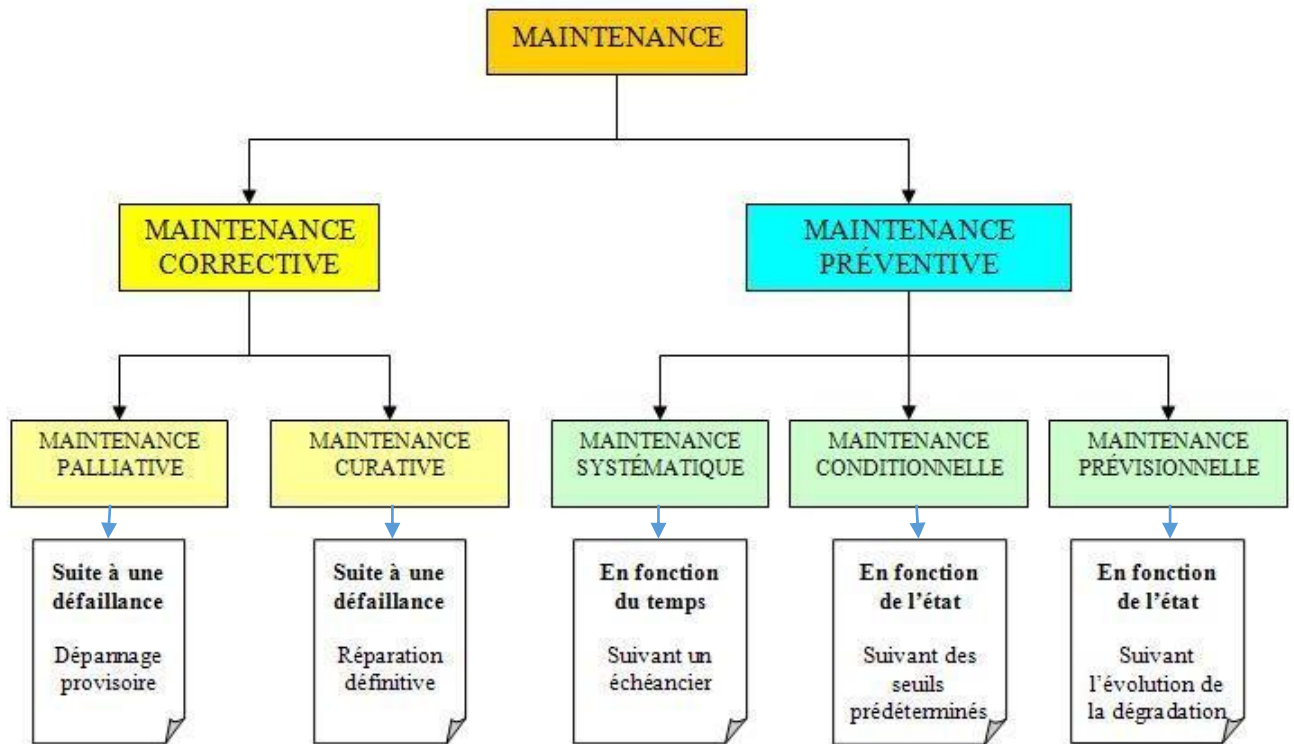 MAINTENANCE
MAINTENANCE
CORRECTIVE
MAINTENANCE
PRÉVENTIVE
MAINTENANCE
PALLIATIVE
MAINTENANCE
CURATIVE
MAINTENANCE
SYSTÉMATIQUE
MAINTENANCE
CONDITIONNELLE
MAINTENANCE
PRÉVISIONNELLE
Suite à une
défaillance
Dépannage
provisoire
Suite à une
défaillance
Réparation
définitive
En fonction
du temps
Suivant un
échéancier
En fonction
de l'état
Suivant des
seuils
prédéterminés
En fonction
de l'état
Suivant
l'évolution de
la dégradation